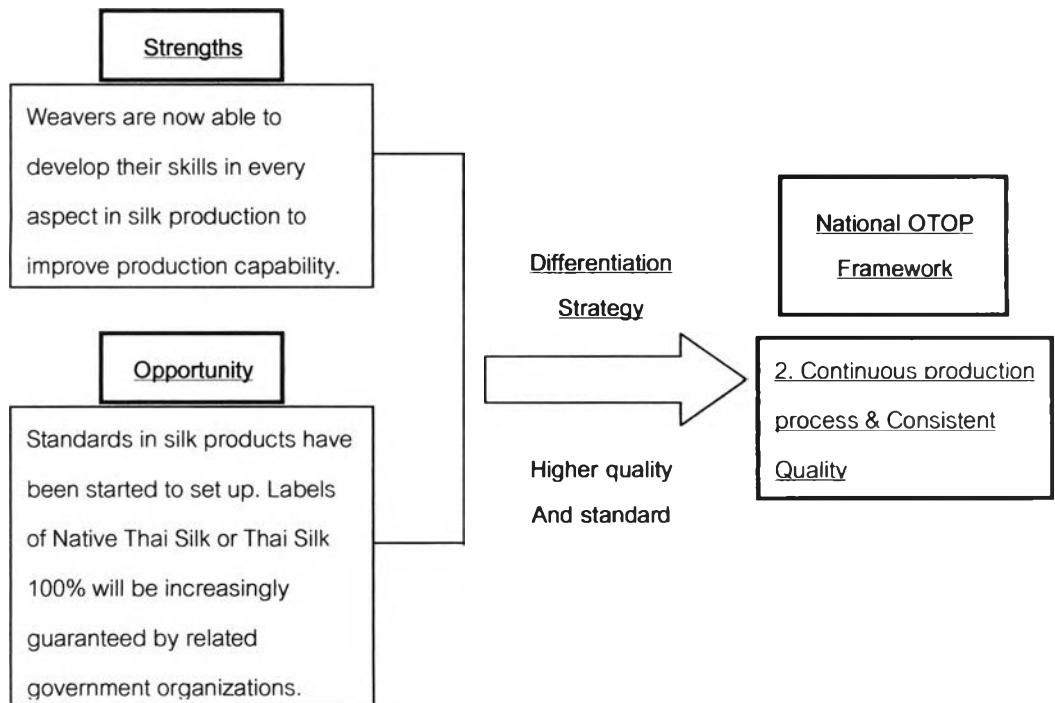 Strengths
Weavers are now able to
develop their skills in every
aspect in silk production to
improve production capability.
Opportunity
Standards in silk products have
been started to set up. Labels
of Native Thai Silk or Thai Silk
100% will be increasingly
guaranteed by related
government organizations.
Differentiation
Strategy
Higher quality
And standard
National OTOP
Framework
2. Continuous production
process & Consistent
Quality